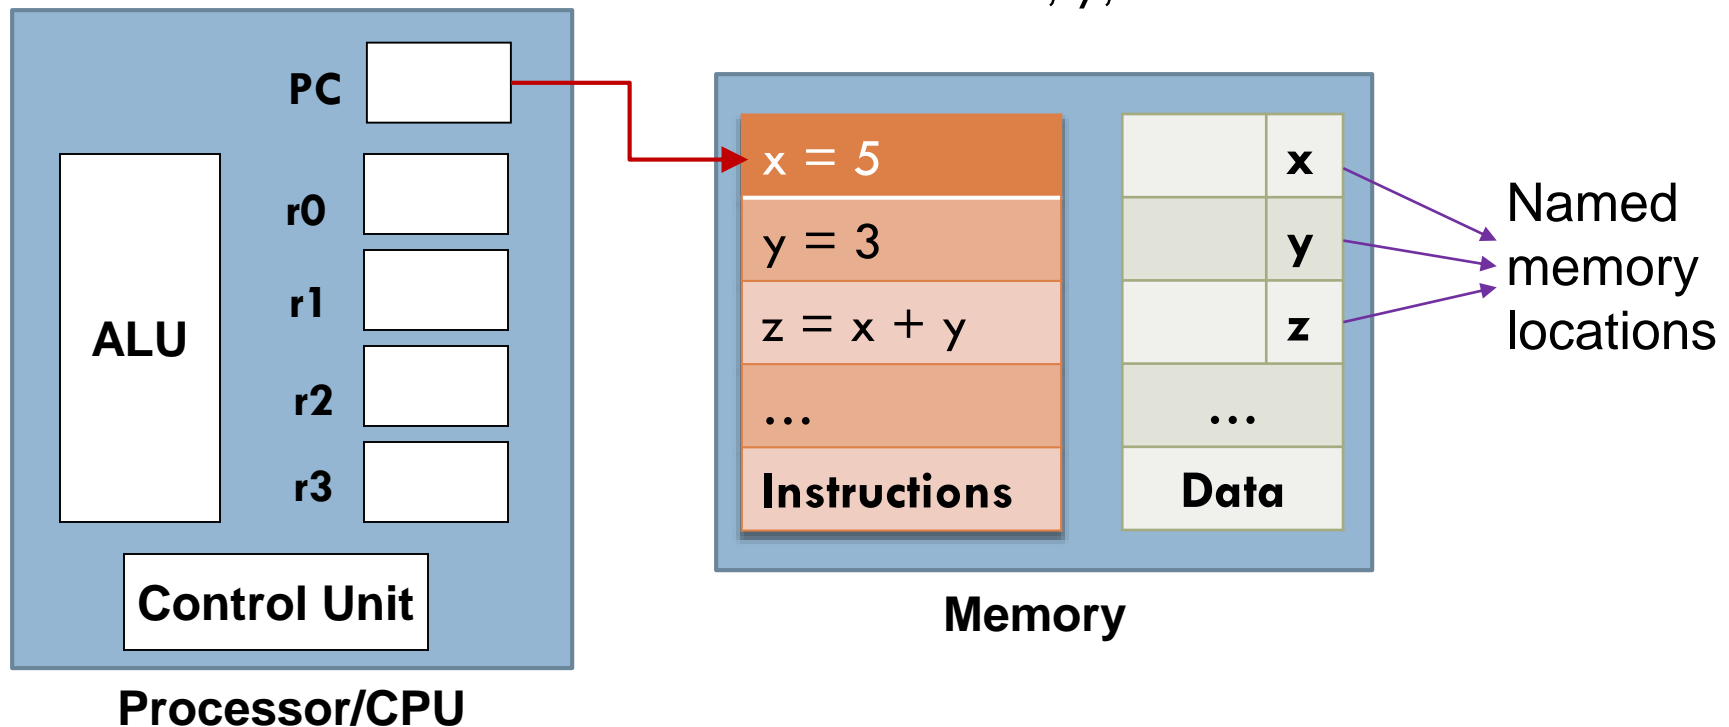 , y,
PC
r0
r1
r2
r3
ALU
Control Unit
Processor/CPU
x = 5
y = 3
z = x + y
...
Instructions
x
y
z
...
Data
Memory
Named
memory
locations